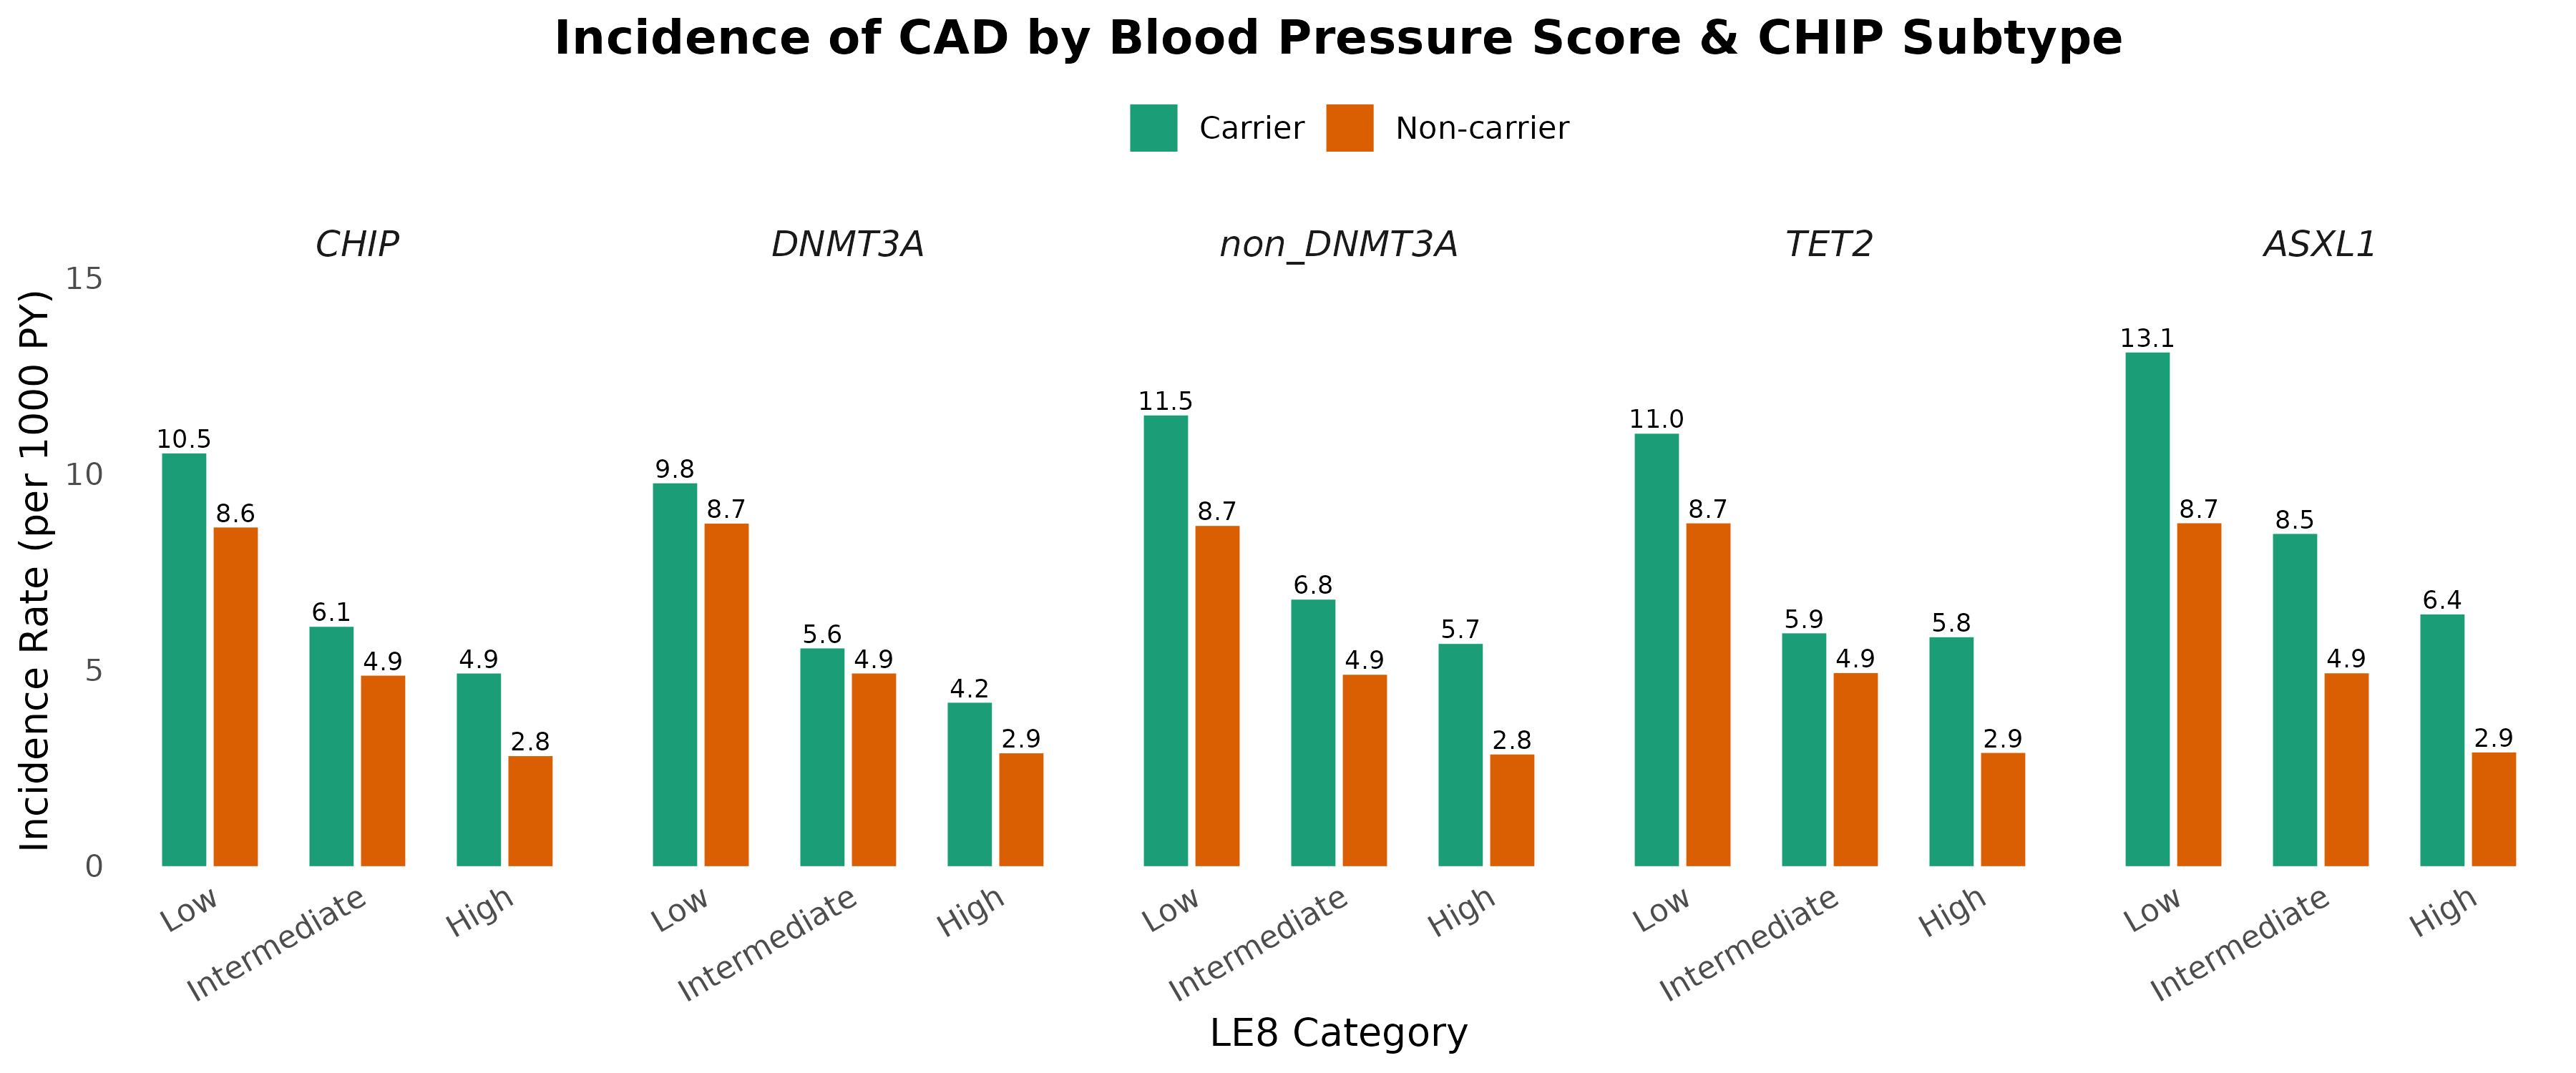 Incidence of CAD by Blood Pressure Score & CHIP Subtype
Carrier Non-carrier
CHIP DNMT3A non_DNMT3A TET2 ASXL1
Incidence Rate (per 1000 PY)
15
10
5
0
10.5 8.6 6.1 4.9 4.9 2.8
9.8 8.7 5.6 4.9 4.2 2.9
11.5 8.7 6.8 4.9 5.7 2.8
11.0 8.7 5.9 4.9 5.8 2.9
13.1 8.7 8.5 4.9 6.4 2.9
Low Intermediate High
Low Intermediate High
Low Intermediate High
Low Intermediate High
Low Intermediate High
LE8 Category